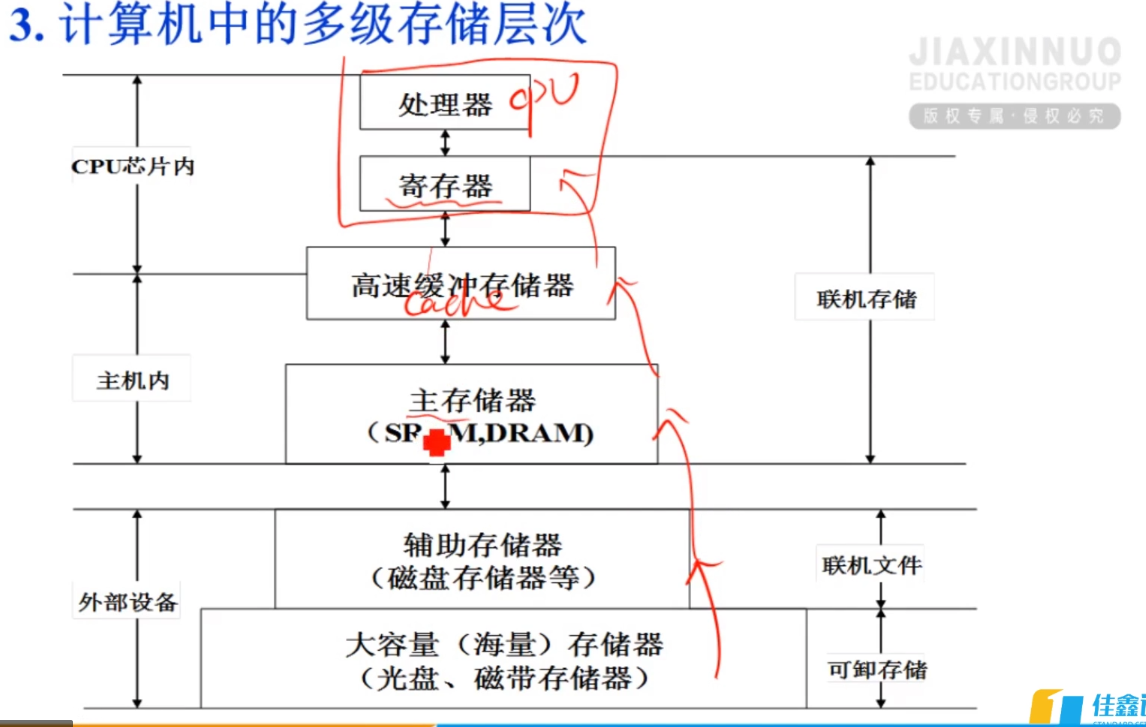 3. 计算机中的多级存储层次
JIAXINNUO
EDUCATIONGROUP
版权专属·侵权必究
处理器
CPU
CPU芯片内
寄存器
高速缓冲存储器
cache
联机存储
主机内
主存储器
(SRAM,DRAM)
辅助存储器
(磁盘存储器等)
联机文件
外部设备
大容量（海量）存储器
(光盘、磁带存储器)
可卸存储
佳鑫